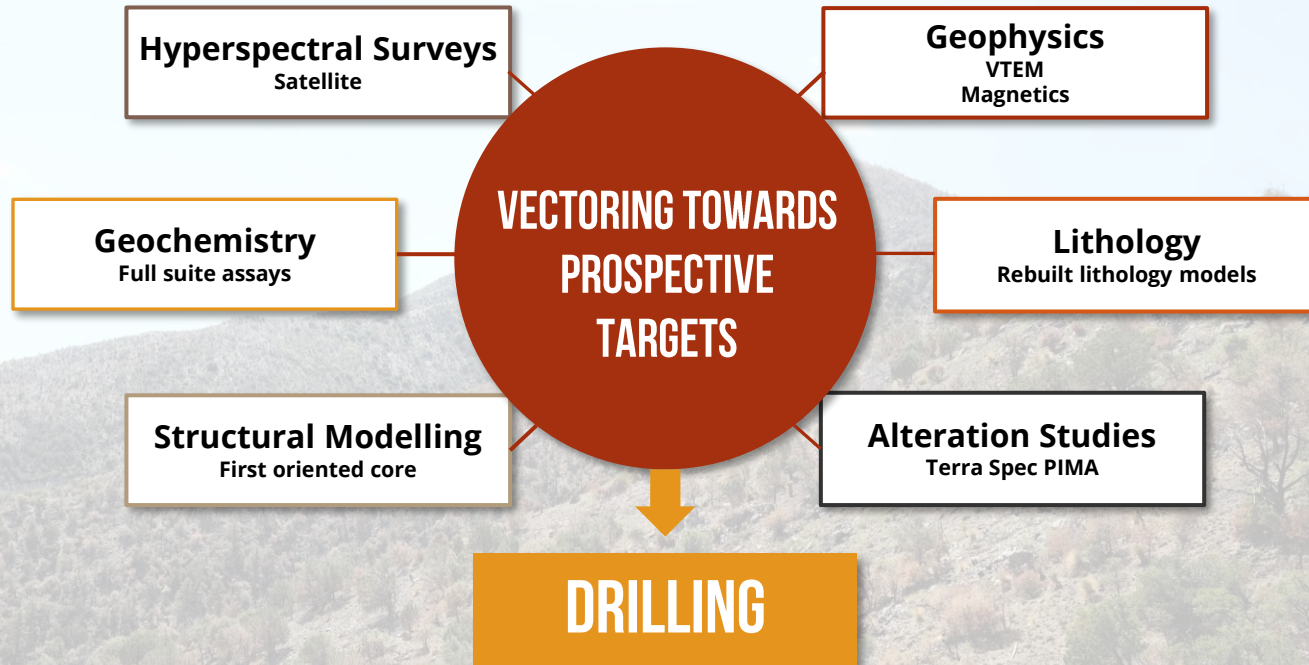 Hyperspectral Surveys
Satellite
Geophysics
VTEM
Magnetics
VECTORING TOWARDS
PROSPECTIVE
TARGETS
Geochemistry
Full suite assays
Lithology
Rebuilt lithology models
Structural Modelling
First oriented core
Alteration Studies
Terra Spec PIMA
DRILLING